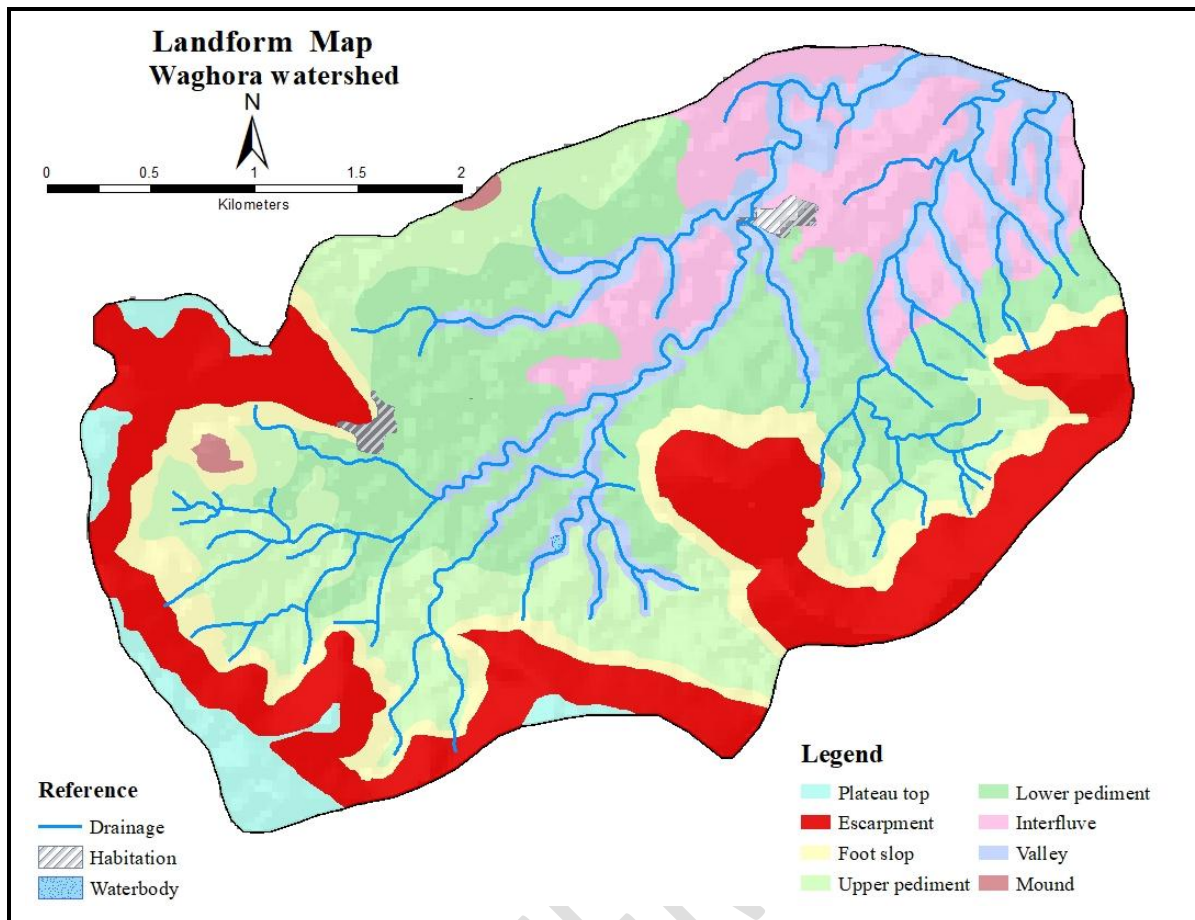 Landform Map
Waghora watershed
N
0 0.5 1 1.5 2
Kilometers
Reference
Drainage
Habitation
Waterbody
Legend
Plateau top
Escarpment
Foot slop
Upper pediment
Lower pediment
Interfluve
Valley
Mound